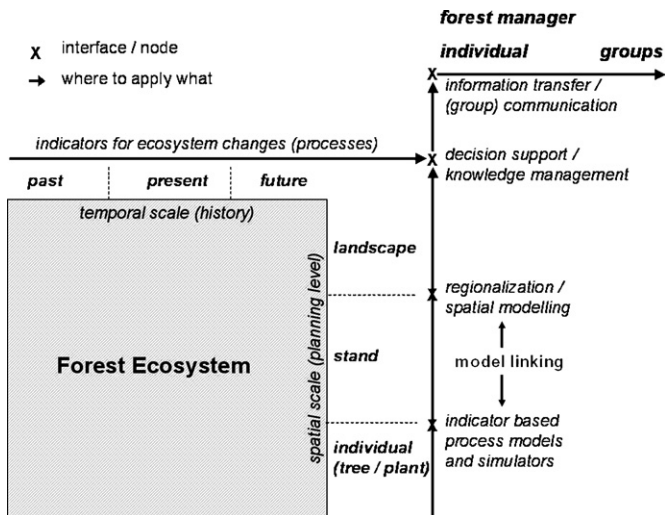 forest manager
individual groups
X interface / node
→ where to apply what
X
information transfer /
(group) communication
indicators for ecosystem changes (processes)
X
decision support /
knowledge management
past present future
temporal scale (history)
spatial scale (planning level)
landscape
X
regionalization /
spatial modelling
Forest Ecosystem
stand
model linking
X
individual
(tree / plant)
indicator based
process models
and simulators